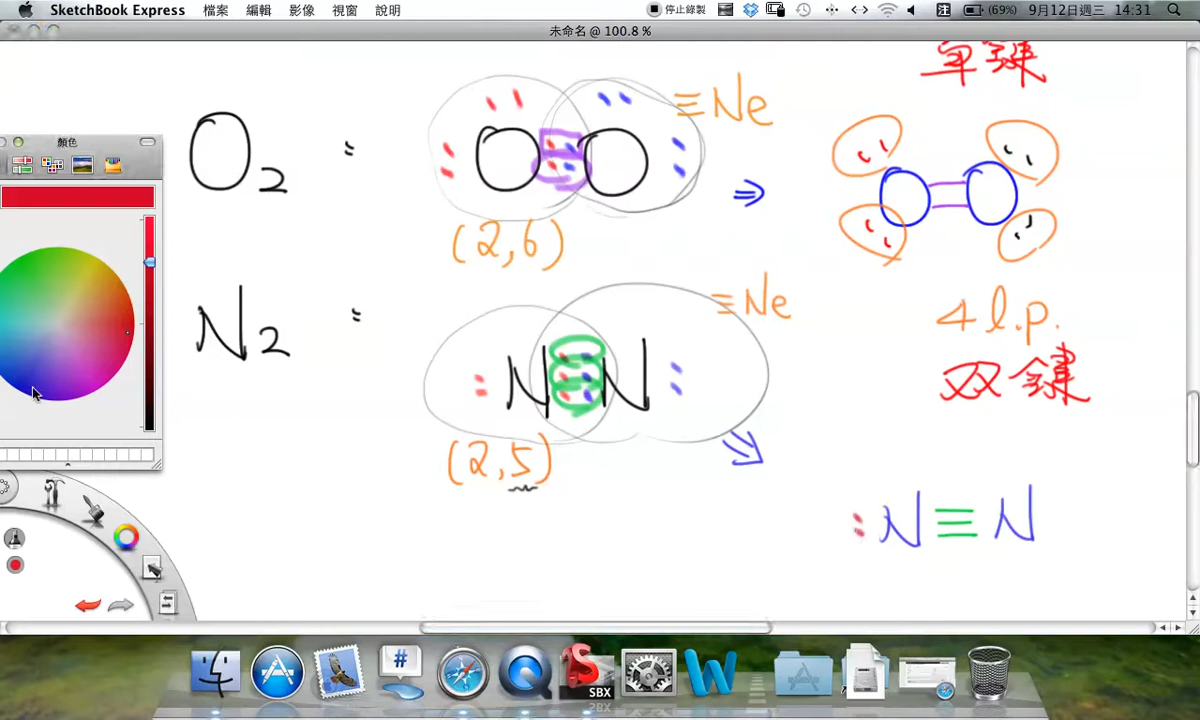 SketchBook Express 檔案 編輯 影像 視窗 說明 停止錄製 (69%) 9月12日週三 14:31
未命名 @ 100.8 %
單鍵
顏色
O2 :
O O
≡Ne
(2,6)
⇒
O=O
N2 :
N N
≡Ne
(2,5)
4 l.p.
双鍵
:N≡N
SBX